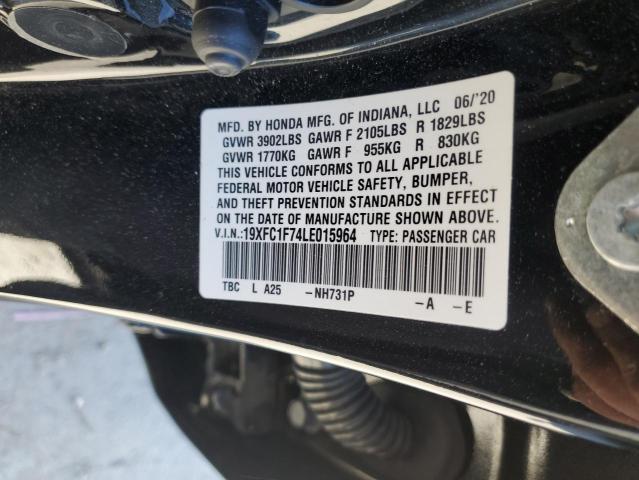 MFD. BY HONDA MFG. OF INDIANA, LLC 06/'20
GVWR 3902LBS GAWR F 2105LBS R 1829LBS
GVWR 1770KG GAWR F 955KG R 830KG
THIS VEHICLE CONFORMS TO ALL APPLICABLE
FEDERAL MOTOR VEHICLE SAFETY, BUMPER,
AND THEFT PREVENTION STANDARDS IN EFFECT
ON THE DATE OF MANUFACTURE SHOWN ABOVE.
V.I.N.:19XFC1F74LE015964 TYPE: PASSENGER CAR
TBC L A25 -NH731P -A -E